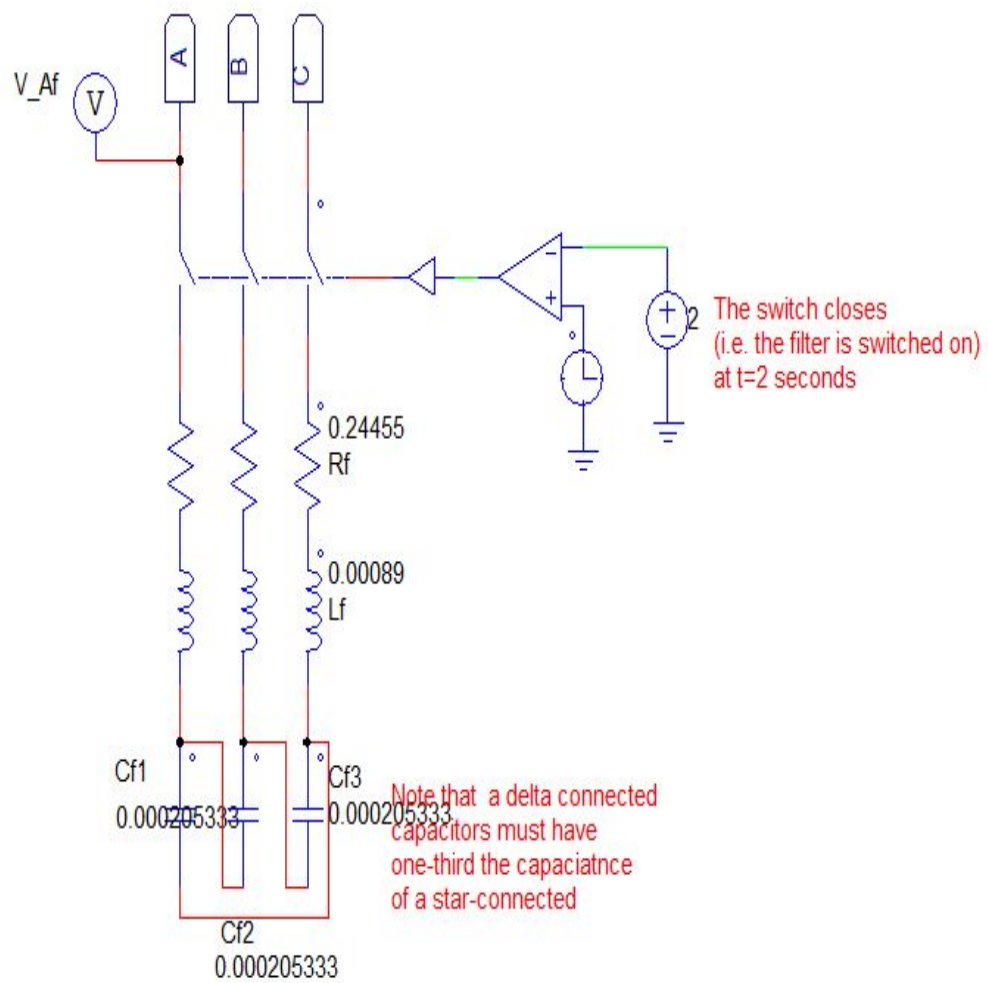 A
B
C
V_Af
V
2
The switch closes
(i.e. the filter is switched on)
at t=2 seconds
0.24455
Rf
0.00089
Lf
Cf1
0.000205333
Cf3
0.000205333
Note that a delta connected
capacitors must have
one-third the capaciatnce
of a star-connected
Cf2
0.000205333